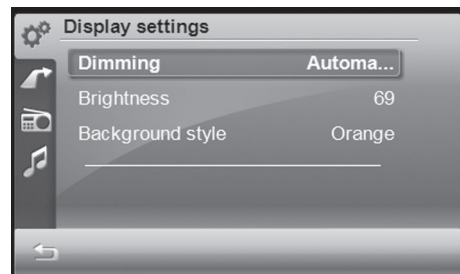 Display settings
Dimming Automa...
Brightness 69
Background style Orange